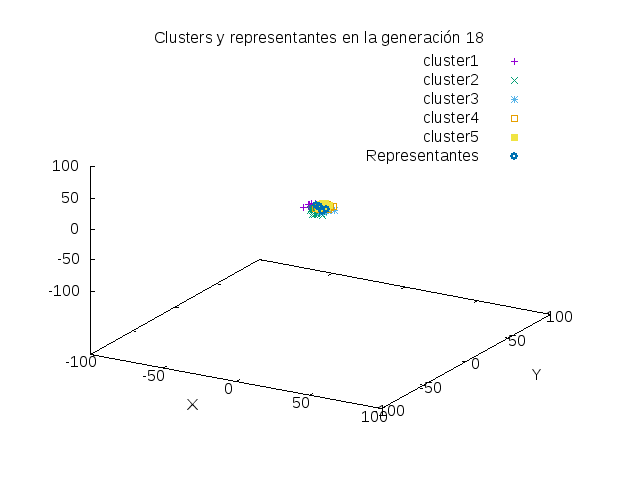 Clusters y representantes en la generación 18
cluster1
cluster2
cluster3
cluster4
cluster5
Representantes
100
50
0
-50
-100
-100
-50
0
50
100
X
-100
-50
0
50
100
Y